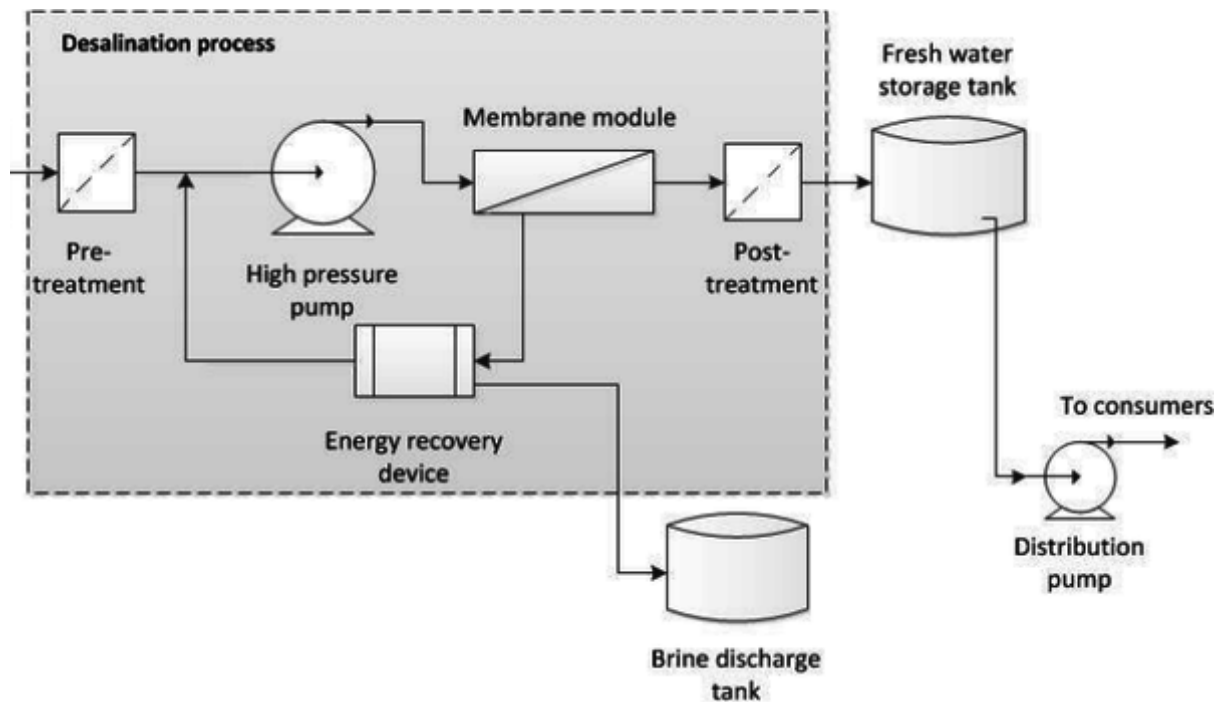 Desalination process
Fresh water
storage tank
Membrane module
Pre-
treatment
High pressure
pump
Post-
treatment
Energy recovery
device
To consumers
Distribution
pump
Brine discharge
tank